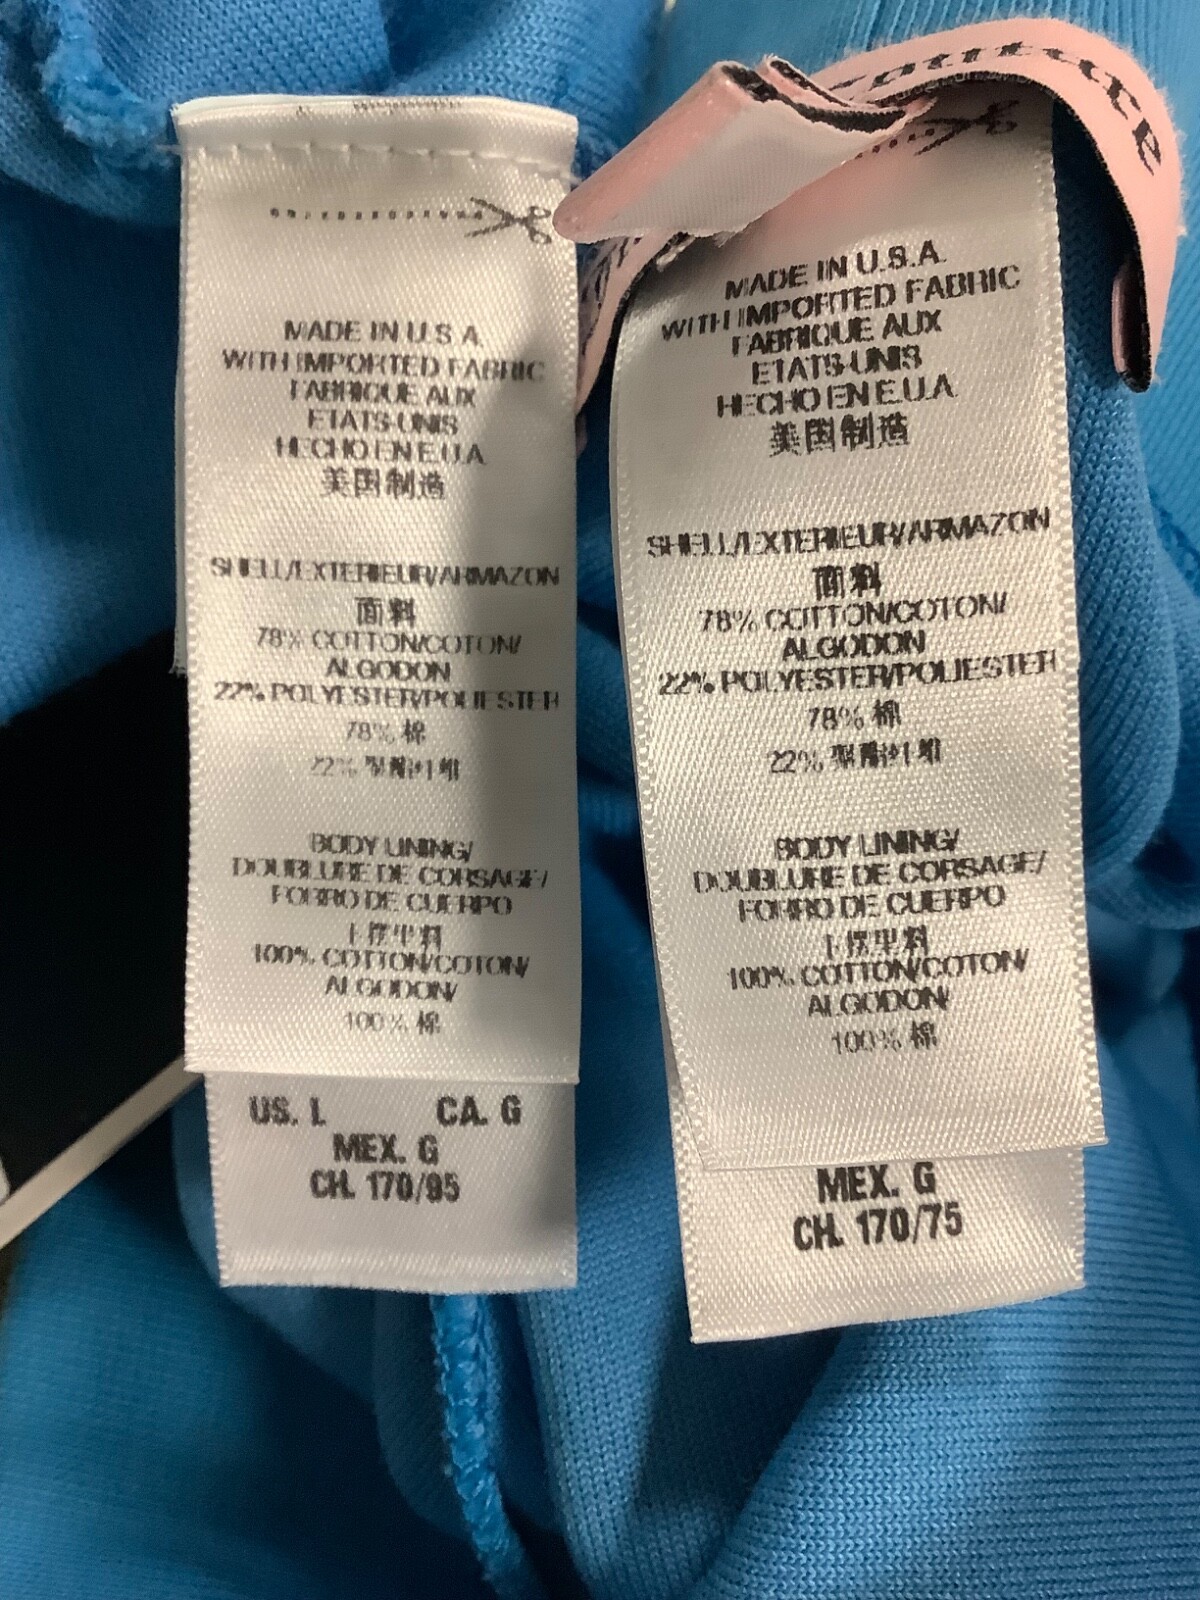 MADE IN U.S.A.
WITH IMPORTED FABRIC
FABRIQUE AUX
ETATS-UNIS
HECHO EN E.U.A.
美国制造
SHELL/EXTERIEUR/ARMAZON
面料
78% COTTON/COTON/
ALGODON
22% POLYESTER/POLIESTER
78% 棉
22%
BODY LINING/
DOUBLURE DE CORSAGE/
FORRO DE CUERPO
100% COTTON/COTON/
ALGODON/
100% 棉
US. L CA. G
MEX. G
CH. 170/95
couture
MADE IN U.S.A.
WITH IMPORTED FABRIC
FABRIQUE AUX
ETATS-UNIS
HECHO EN E.U.A.
美国制造
SHELL/EXTERIEUR/ARMAZON
面料
78% COTTON/COTON/
ALGODON
22% POLYESTER/POLIESTER
78% 棉
22%
BODY LINING/
DOUBLURE DE CORSAGE/
FORRO DE CUERPO
100% COTTON/COTON/
ALGODON/
100% 棉
MEX. G
CH. 170/75